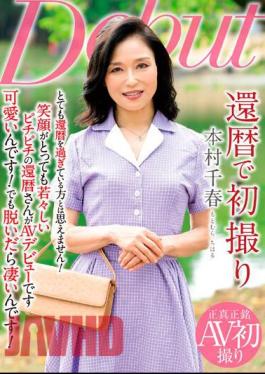 Debut
還暦で初撮り
本村千春
もとむら ちはる
とても還暦を過ぎている方とは思えません!
笑顔がとっても若々しい
ピチピチの還暦さんがAVデビューです
可愛いんです!でも脱いだら凄いんです!
正真正銘
AV初
撮り
JAVHD